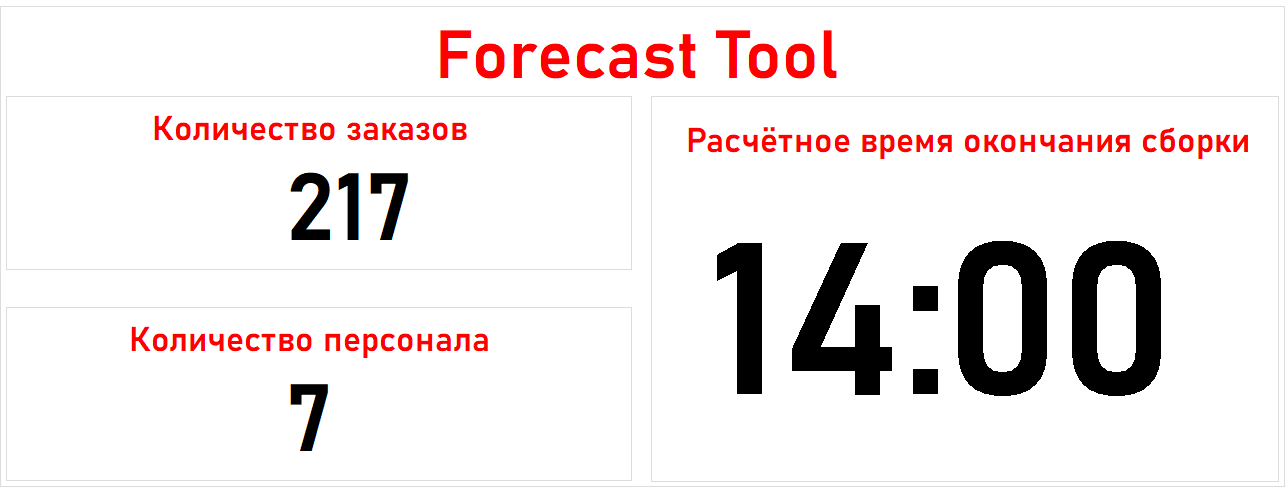 Forecast Tool
Количество заказов
217
Количество персонала
7
Расчётное время окончания сборки
14:00